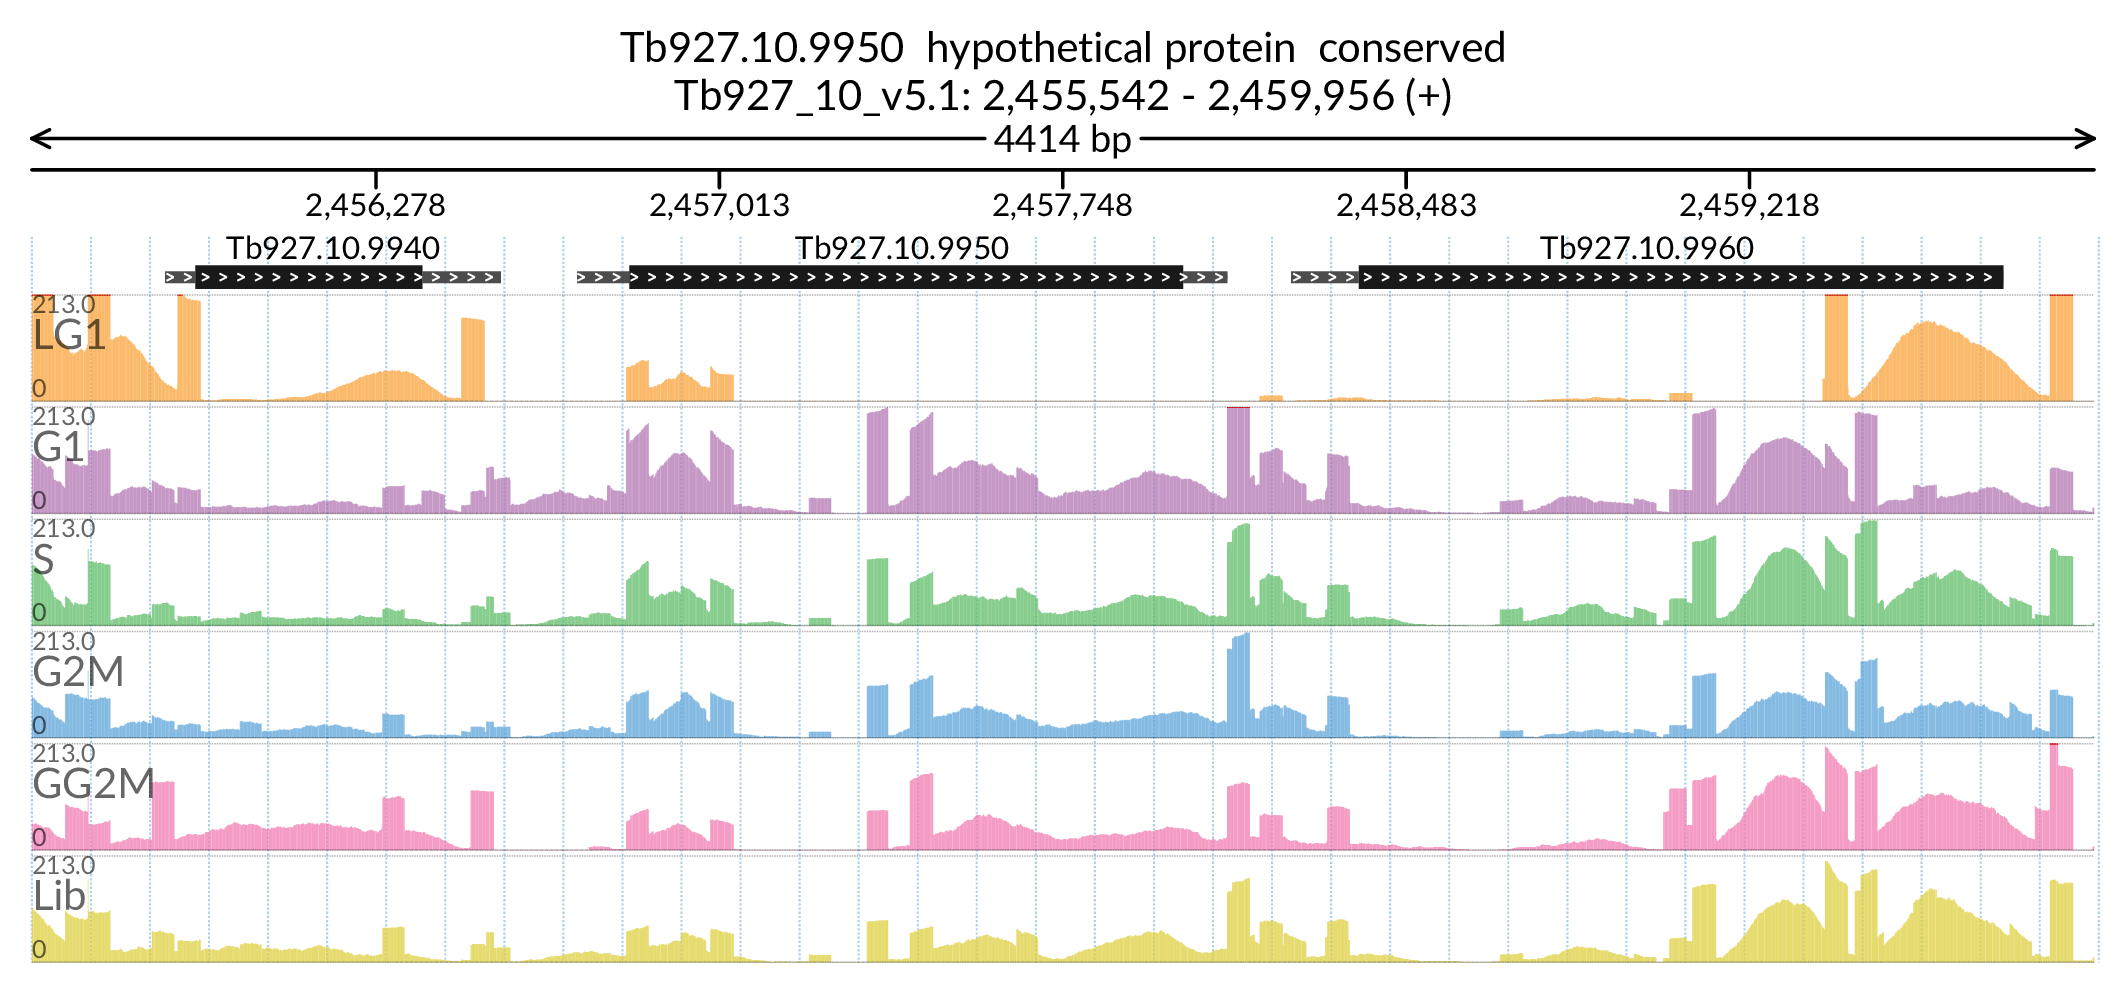 Tb927.10.9950 hypothetical protein conserved
Tb927_10_v5.1: 2,455,542 - 2,459,956 (+)
4414 bp
2,456,278 2,457,013 2,457,748 2,458,483 2,459,218
Tb927.10.9940 Tb927.10.9950 Tb927.10.9960
213.0
LG1
0
213.0
G1
0
213.0
S
0
213.0
G2M
0
213.0
GG2M
0
213.0
Lib
0